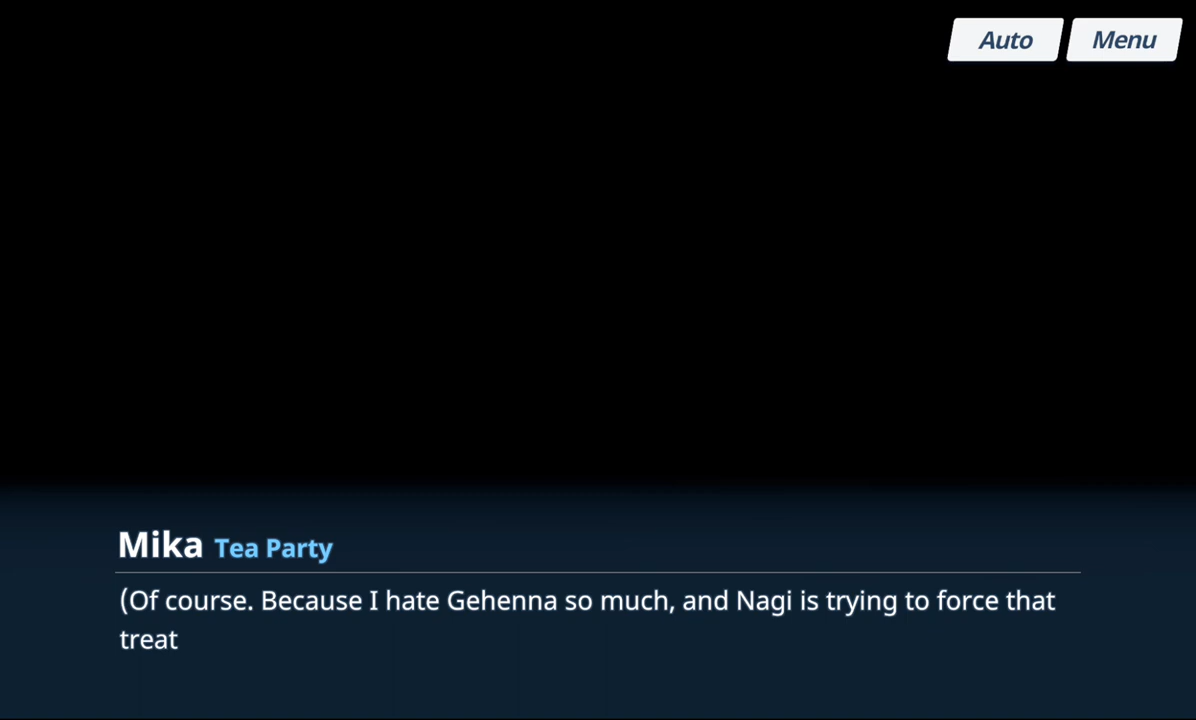 Auto Menu
Mika Tea Party
(Of course. Because I hate Gehenna so much, and Nagi is trying to force that
treat